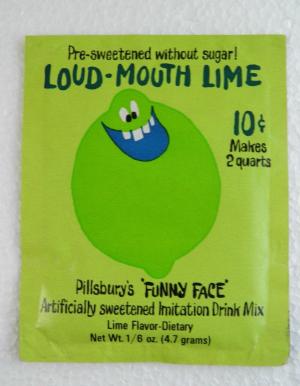 Pre-sweetened without sugar!
LOUD-MOUTH LIME
10¢
Makes
2 quarts
Pillsbury's "FUNNY FACE"
Artificially sweetened Imitation Drink Mix
Lime Flavor-Dietary
Net Wt. 1/6 oz. (4.7 grams)